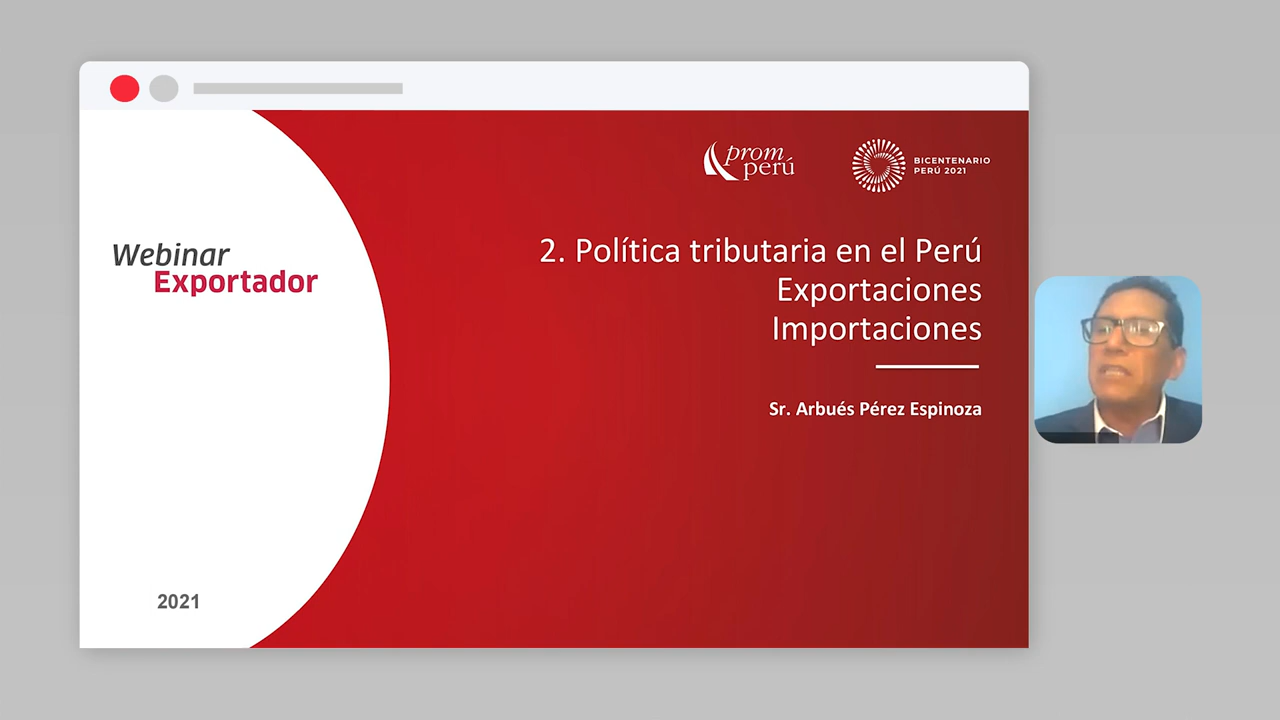 prom
perú
BICENTENARIO
PERÚ 2021
Webinar
Exportador
2. Política tributaria en el Perú
Exportaciones
Importaciones
Sr. Arbués Pérez Espinoza
2021